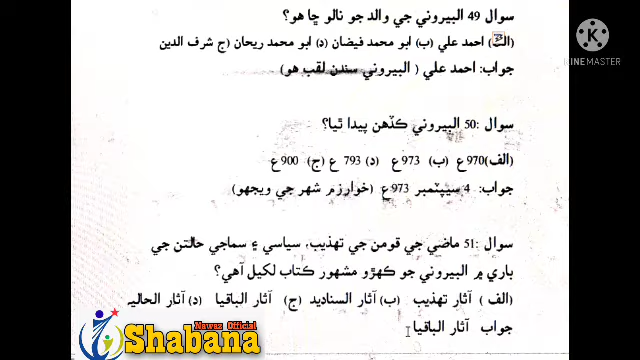 سوال 49 البيروني جي والد جو نالو ڇا هو؟
(الف) احمد علي (ب) ابو محمد فيضان (د) ابو محمد ريحان (ج شرف الدين
جواب: احمد علي ( البيروني سندن لقب هو)
سوال :50 البيروني ڪڏهن پيدا ٿيا؟
(الف)970 ع (ب) 973 ع (د) 793 ع (ج) 900 ع
جواب: 4 سيپٽمبر 973 ع (خوارزم شهر جي ويجهو)
سوال :51 ماضي جي قومن جي تهذيب، سياسي ۽ سماجي حالتن جي
باري ۾ البيروني جو ڪهڙو مشهور ڪتاب لکيل آهي؟
(الف ) آثار تهذيب (ب) آثار السناديد (ج) آثار الباقيا (د) آثار الحاليه
جواب آثار الباقيا
KINEMASTER
Nawaz Official
Shabana